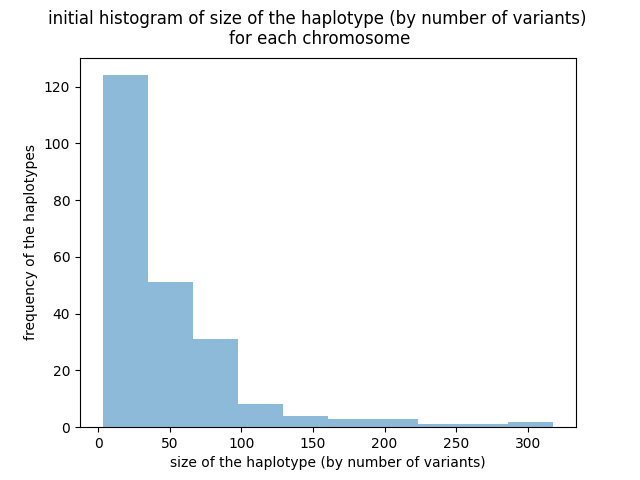 initial histogram of size of the haplotype (by number of variants)
for each chromosome
120
100
80
60
40
20
0
frequency of the haplotypes
0 50 100 150 200 250 300
size of the haplotype (by number of variants)